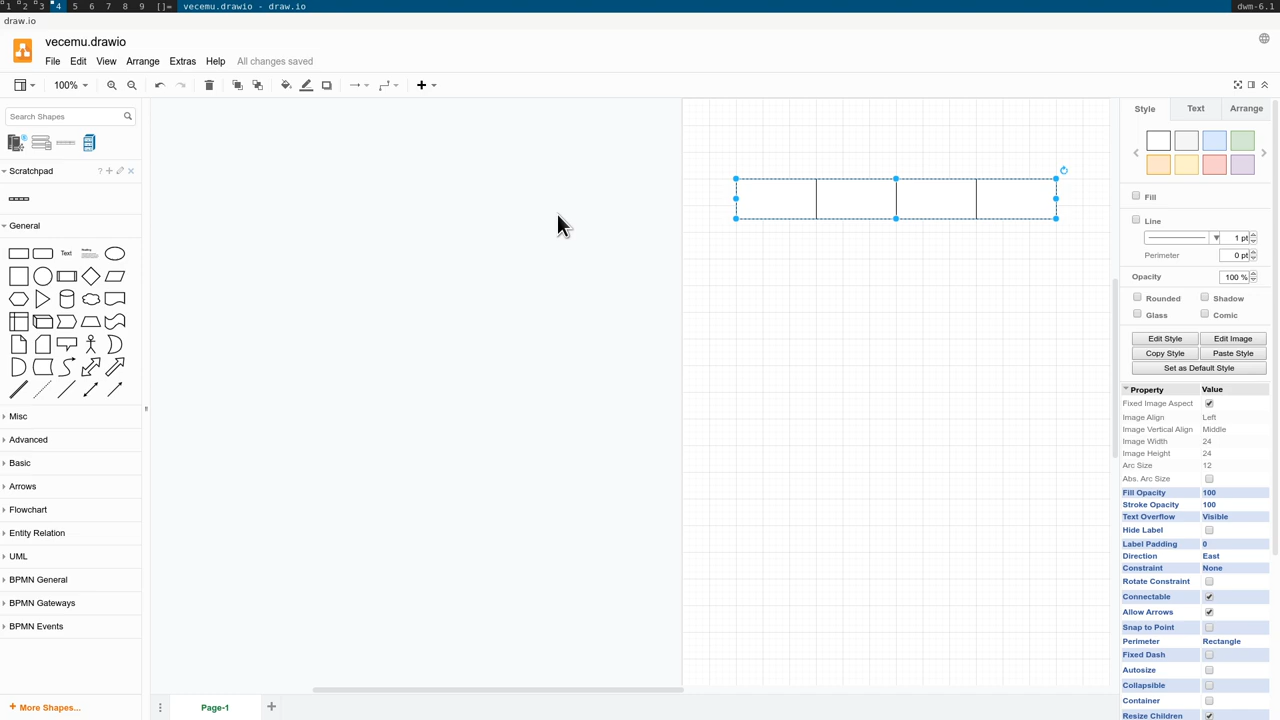 1 2 3 4 5 6 7 8 9 []= vecemu.drawio - draw.io dwm-6.1
draw.io
vecemu.drawio
File Edit View Arrange Extras Help All changes saved
100%
Search Shapes
Scratchpad
?
General
Text
Heading
Misc
Advanced
Basic
Arrows
Flowchart
Entity Relation
UML
BPMN General
BPMN Gateways
BPMN Events
+ More Shapes...
Page-1
Style Text Arrange
Fill
Line
1 pt
Perimeter 0 pt
Opacity 100 %
Rounded Shadow
Glass Comic
Edit Style Edit Image
Copy Style Paste Style
Set as Default Style
Property Value
Fixed Image Aspect
Image Align Left
Image Vertical Align Middle
Image Width 24
Image Height 24
Arc Size 12
Abs. Arc Size
Fill Opacity 100
Stroke Opacity 100
Text Overflow Visible
Hide Label
Label Padding 0
Direction East
Constraint None
Rotate Constraint
Connectable
Allow Arrows
Snap to Point
Perimeter Rectangle
Fixed Dash
Autosize
Collapsible
Container
Resize Children